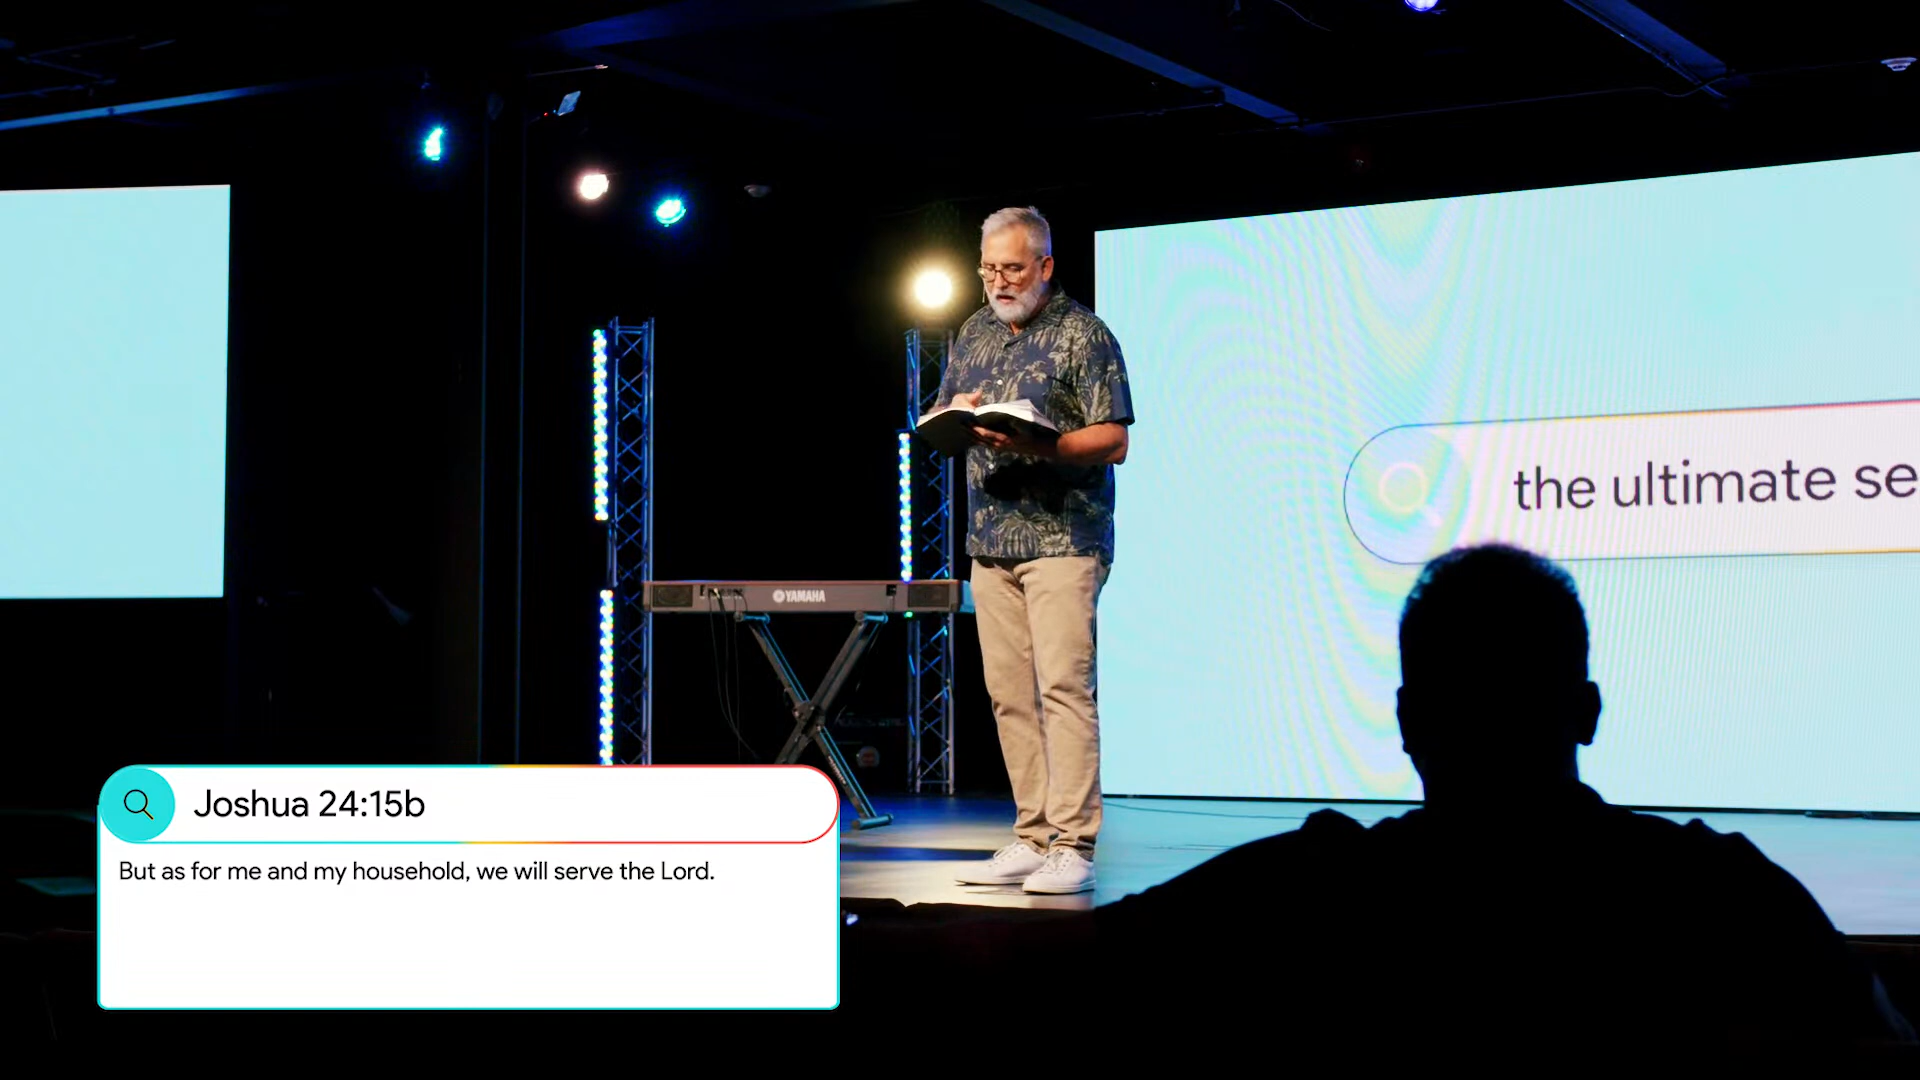 the ultimate se
YAMAHA
Joshua 24:15b
But as for me and my household, we will serve the Lord.